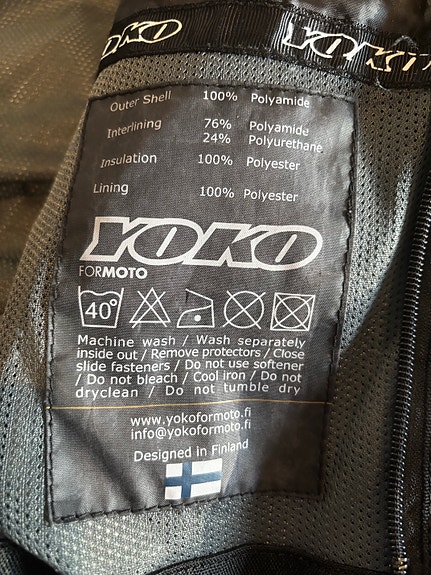 YOKO
Outer Shell 100% Polyamide
Interlining 76% Polyamide
24% Polyurethane
Insulation 100% Polyester
Lining 100% Polyester
YOKO
FORMOTO
40°
Machine wash / Wash separately
inside out / Remove protectors / Close
slide fasteners / Do not use softener
/ Do not bleach / Cool iron / Do not
dryclean / Do not tumble dry
www.yokoformoto.fi
info@yokoformoto.fi
Designed in Finland